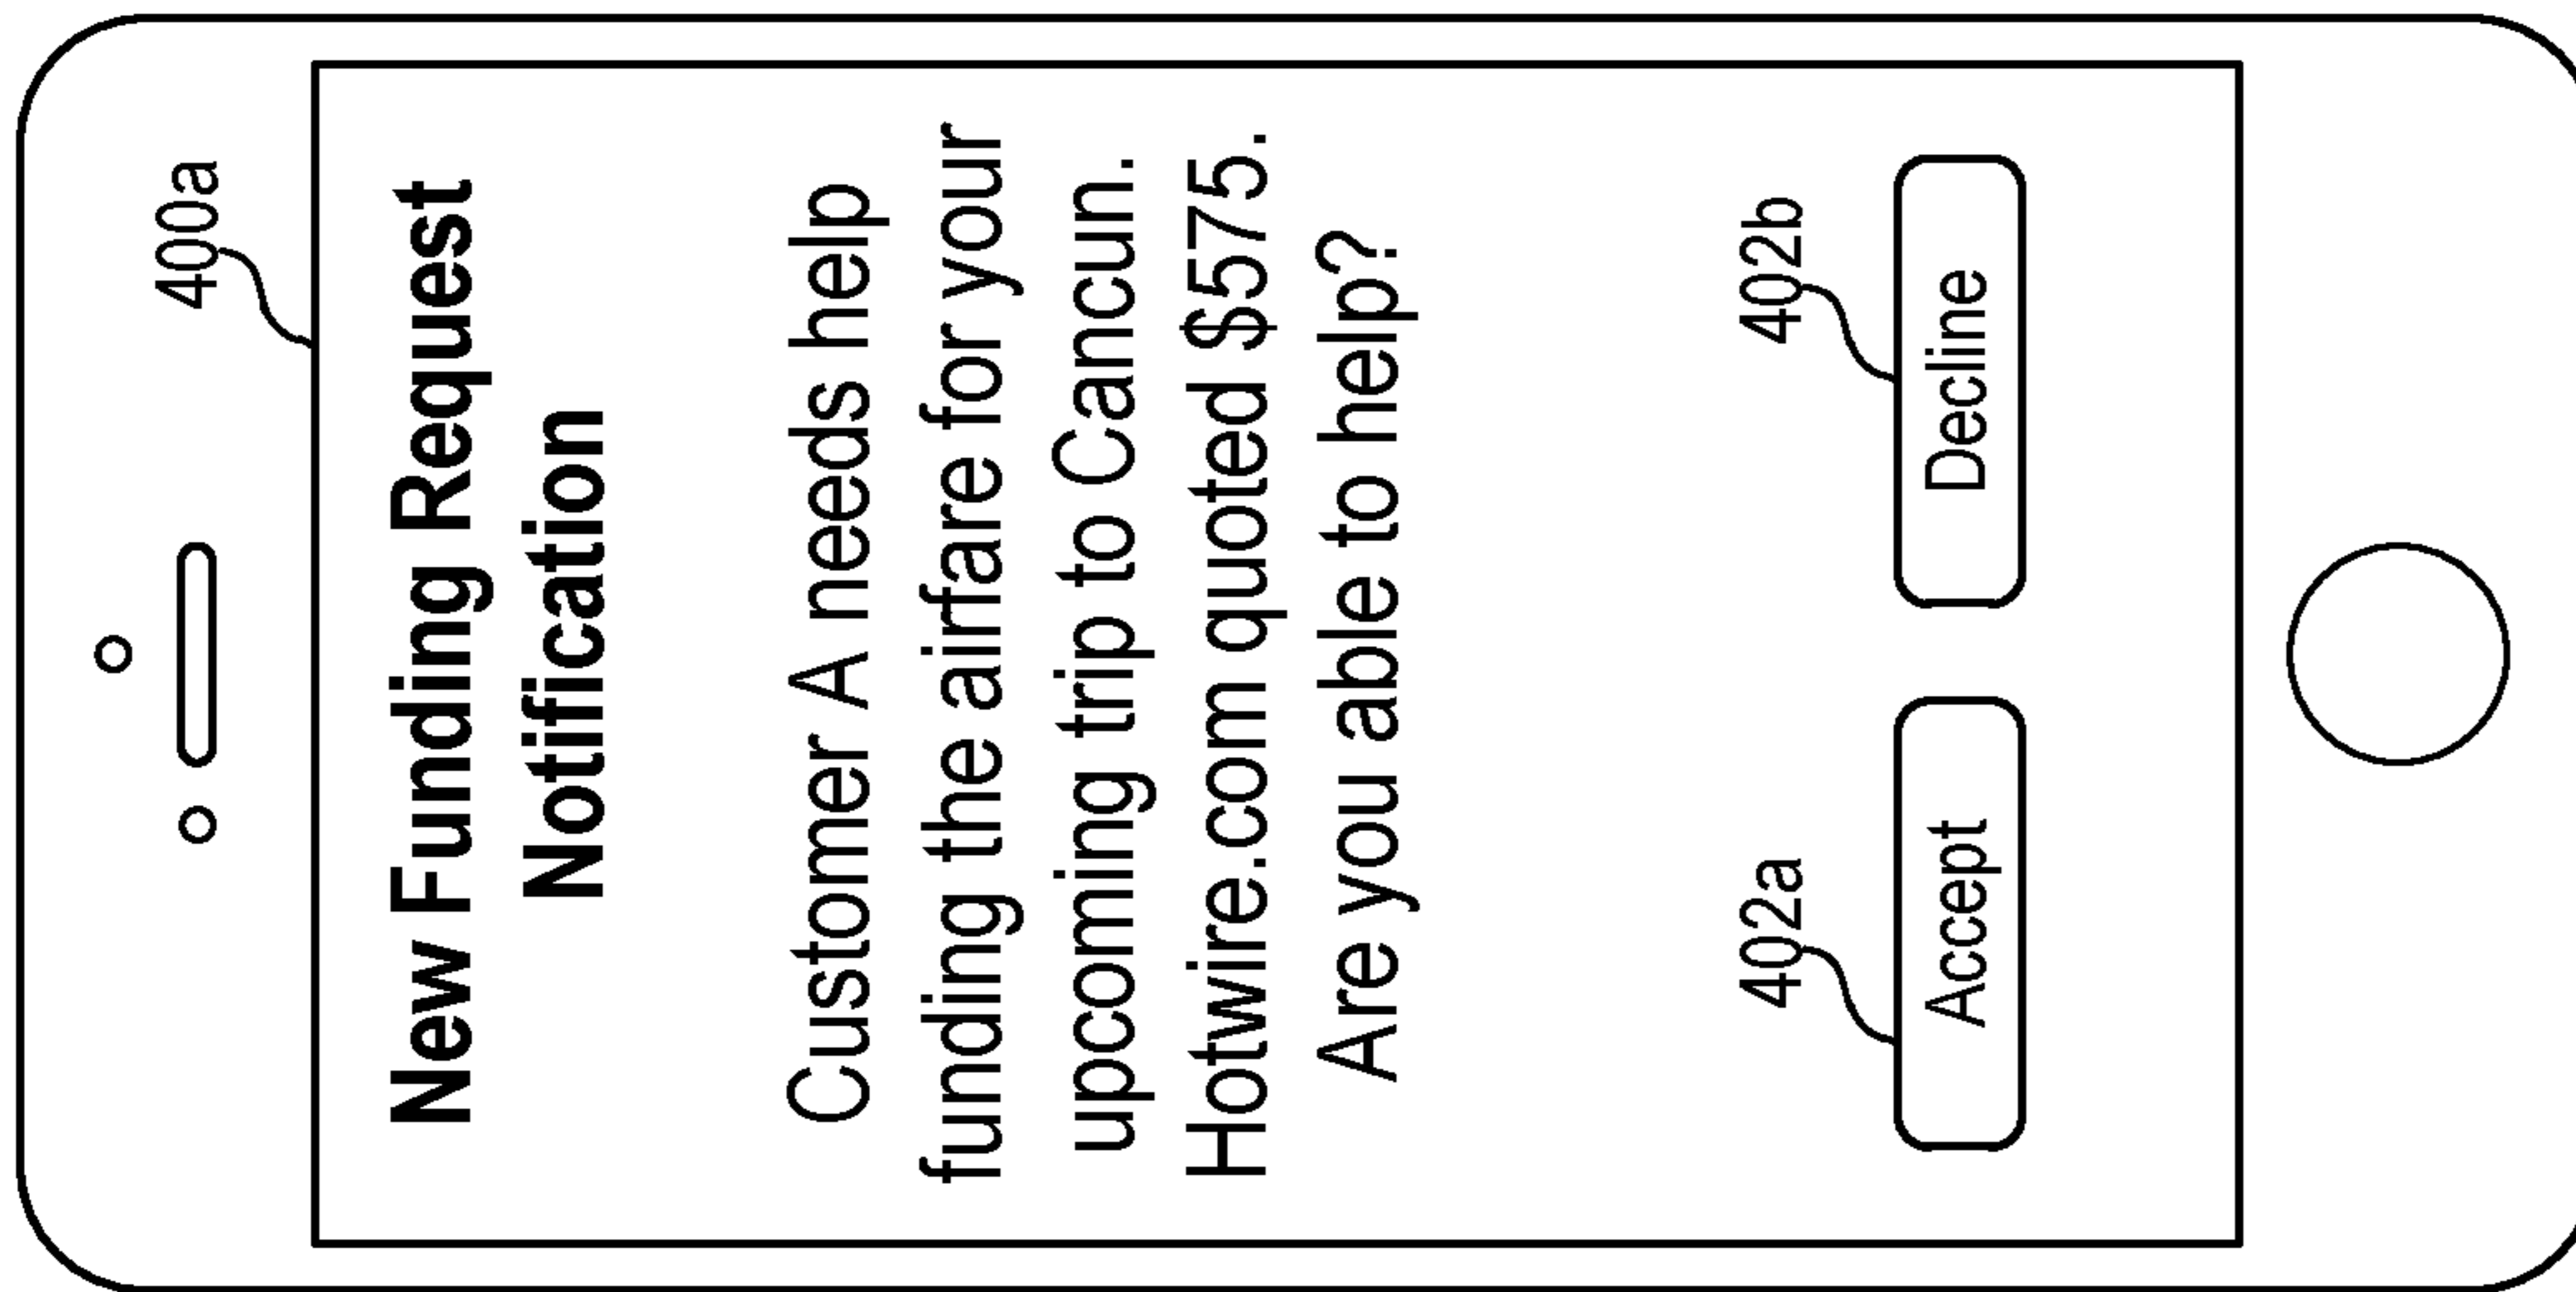 400a
New Funding Request
Notification
Customer A needs help
funding the airfare for your
upcoming trip to Cancun.
Hotwire.com quoted $575.
Are you able to help?
402a
402b
Accept
Decline